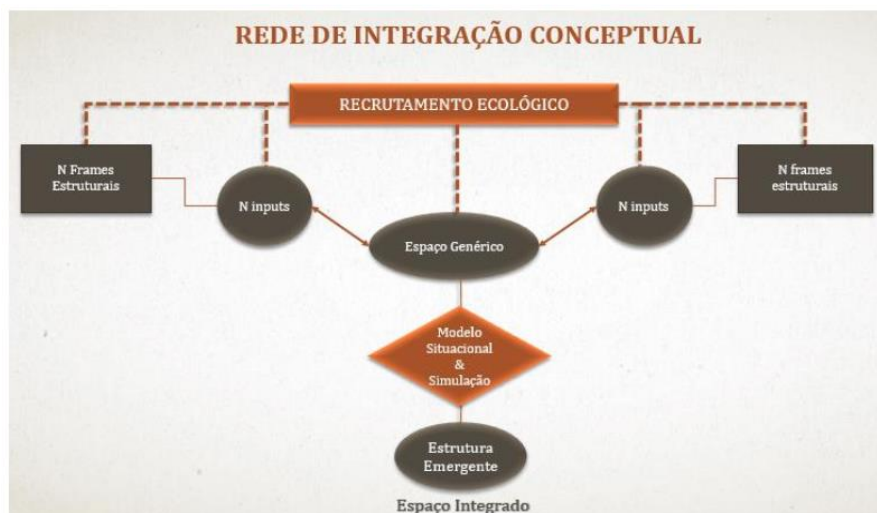 REDE DE INTEGRAÇÃO CONCEPTUAL
RECRUTAMENTO ECOLÓGICO
N Frames
Estruturais
N inputs
Espaço Genérico
N inputs
N frames
estruturais
Modelo
Situacional
&
Simulação
Estrutura
Emergente
Espaço Integrado